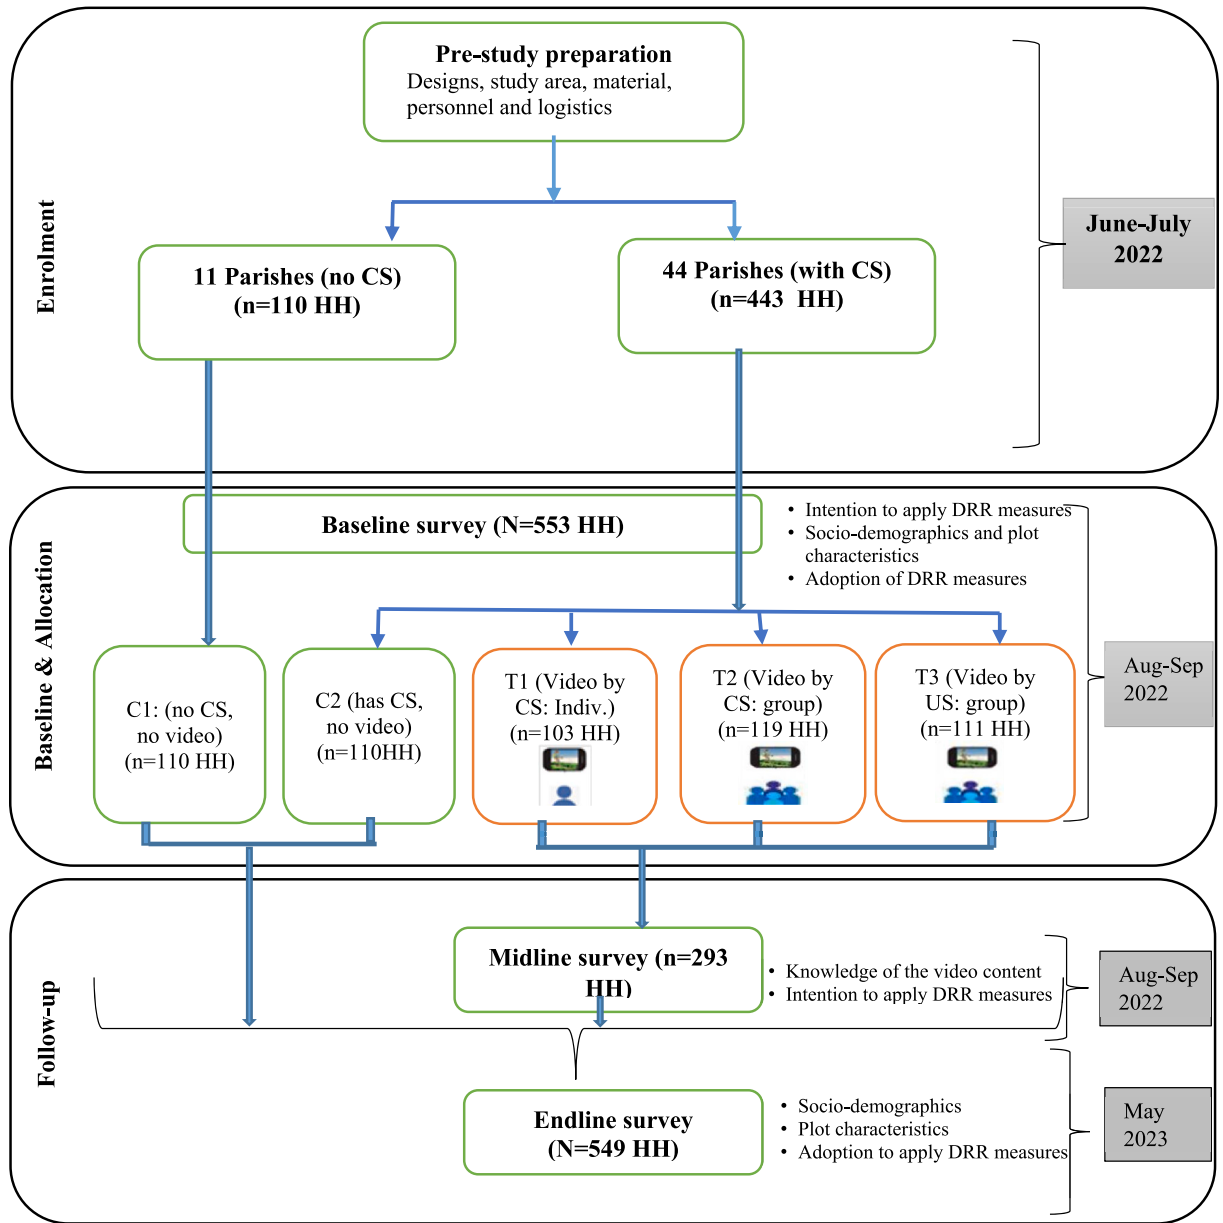 Enrolment
Pre-study preparation
Designs, study area, material,
personnel and logistics
11 Parishes (no CS)
(n=110 HH)
44 Parishes (with CS)
(n=443 HH)
June-July
2022
Baseline & Allocation
Baseline survey (N=553 HH)
• Intention to apply DRR measures
• Socio-demographics and plot
characteristics
• Adoption of DRR measures
C1: (no CS,
no video)
(n=110 HH)
C2 (has CS,
no video)
(n=110HH)
T1 (Video by
CS: Indiv.)
(n=103 HH)
T2 (Video by
CS: group)
(n=119 HH)
T3 (Video by
US: group)
(n=111 HH)
Aug-Sep
2022
Follow-up
Midline survey (n=293
HH)
• Knowledge of the video content
• Intention to apply DRR measures
Aug-Sep
2022
Endline survey
(N=549 HH)
• Socio-demographics
• Plot characteristics
• Adoption to apply DRR measures
May
2023